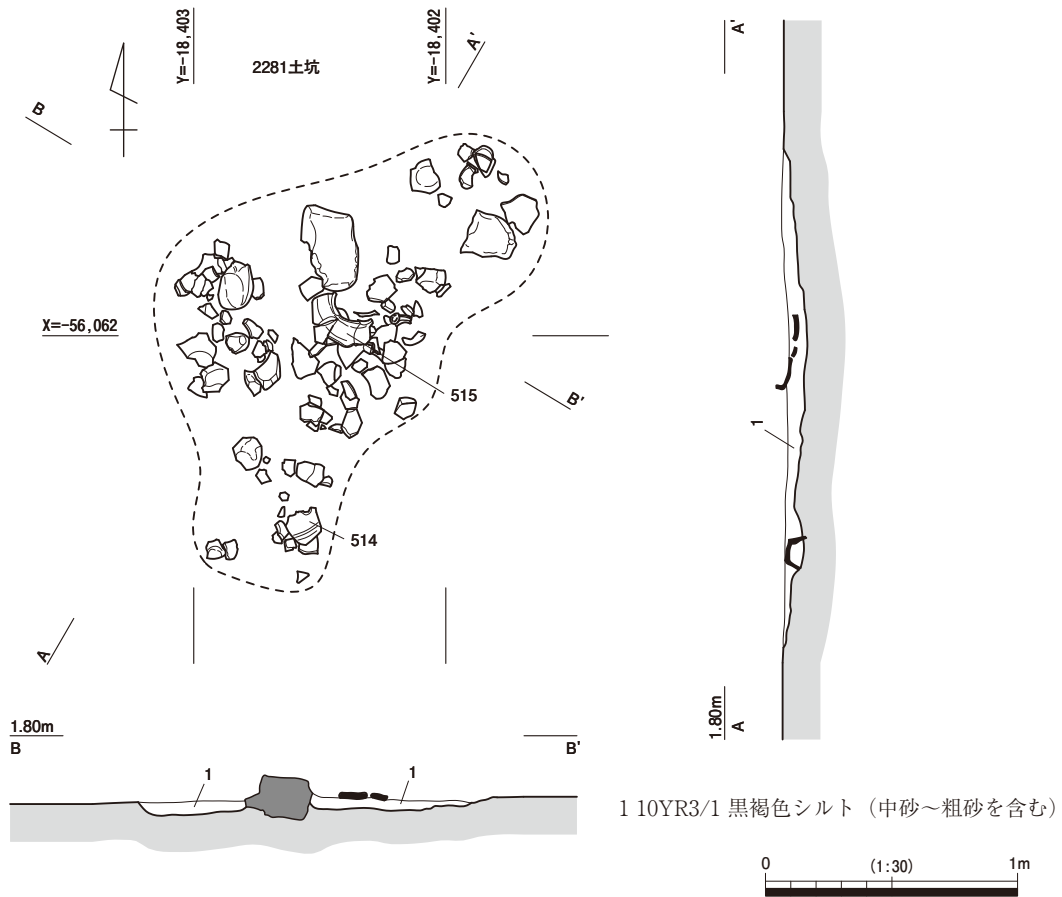 Y=-18,403
2281土坑
Y=-18,402
A'
A'
B
X=-56,062
515
B'
1
514
A
1.80m
A
1.80m
B
B'
1
1
1 10YR3/1 黒褐色シルト（中砂～粗砂を含む）
0 (1:30) 1m